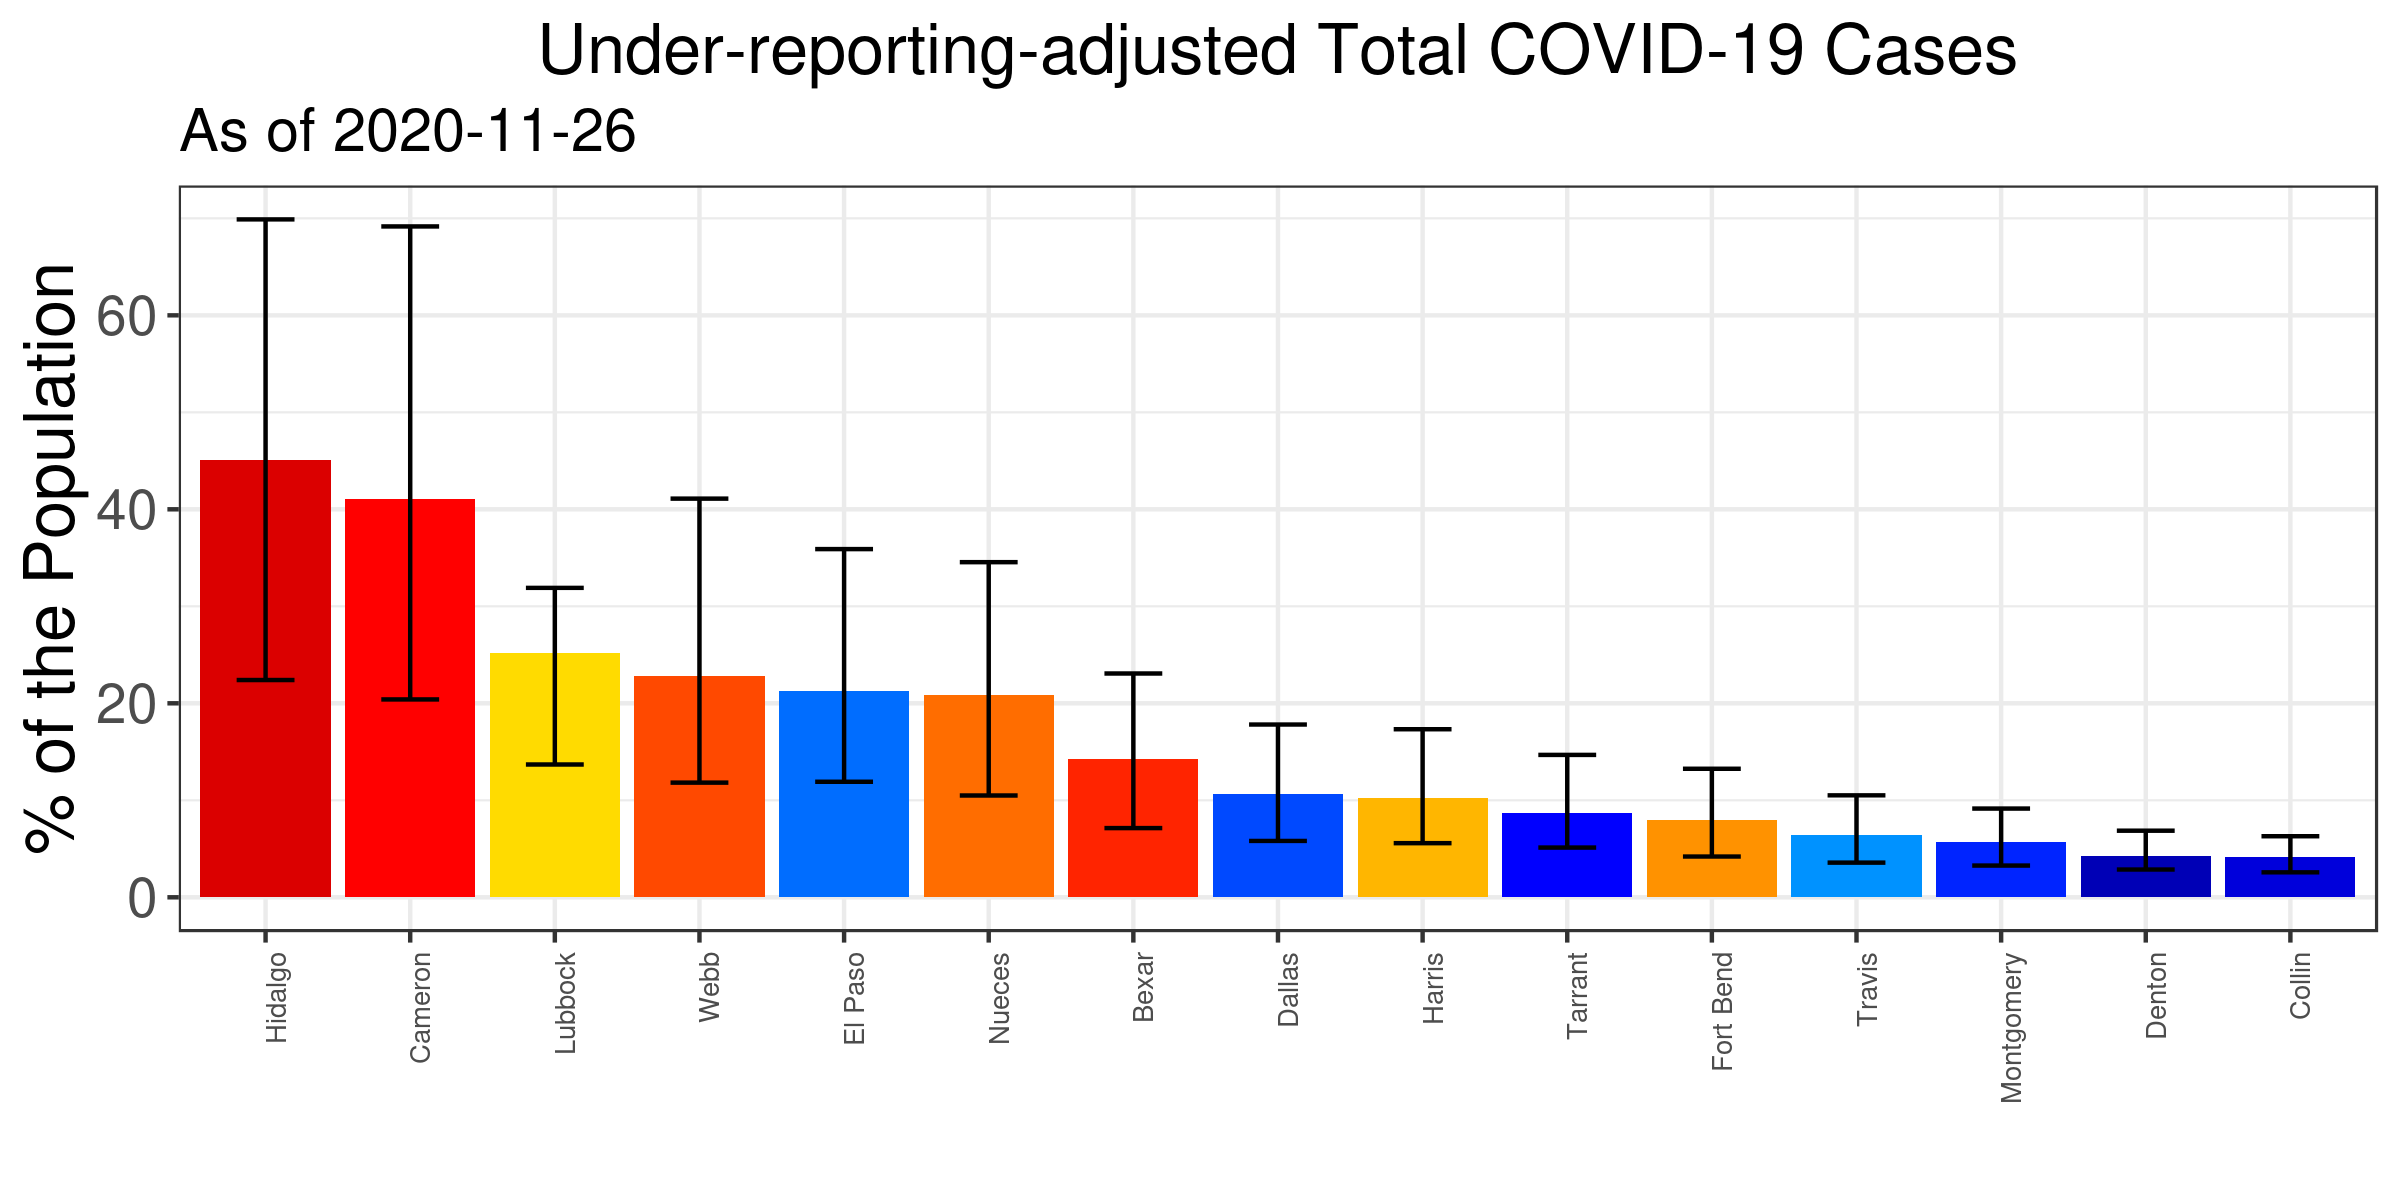 Under-reporting-adjusted Total COVID-19 Cases
As of 2020-11-26
% of the Population
60
40
20
0
Hidalgo
Cameron
Lubbock
Webb
El Paso
Nueces
Bexar
Dallas
Harris
Tarrant
Fort Bend
Travis
Montgomery
Denton
Collin